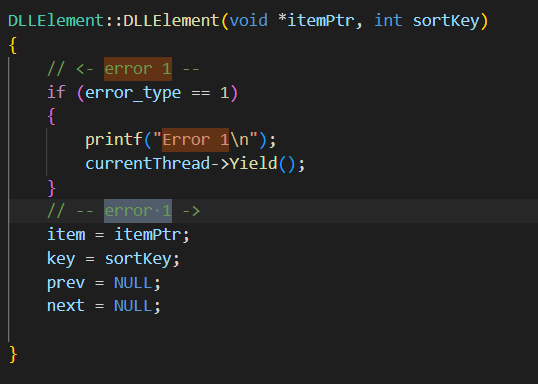 DLLElement::DLLElement(void *itemPtr, int sortKey)
{
    // <- error 1 --
    if (error_type == 1)
    {
        printf("Error 1\n");
        currentThread->Yield();
    }
    // -- error 1 ->
    item = itemPtr;
    key = sortKey;
    prev = NULL;
    next = NULL;
}